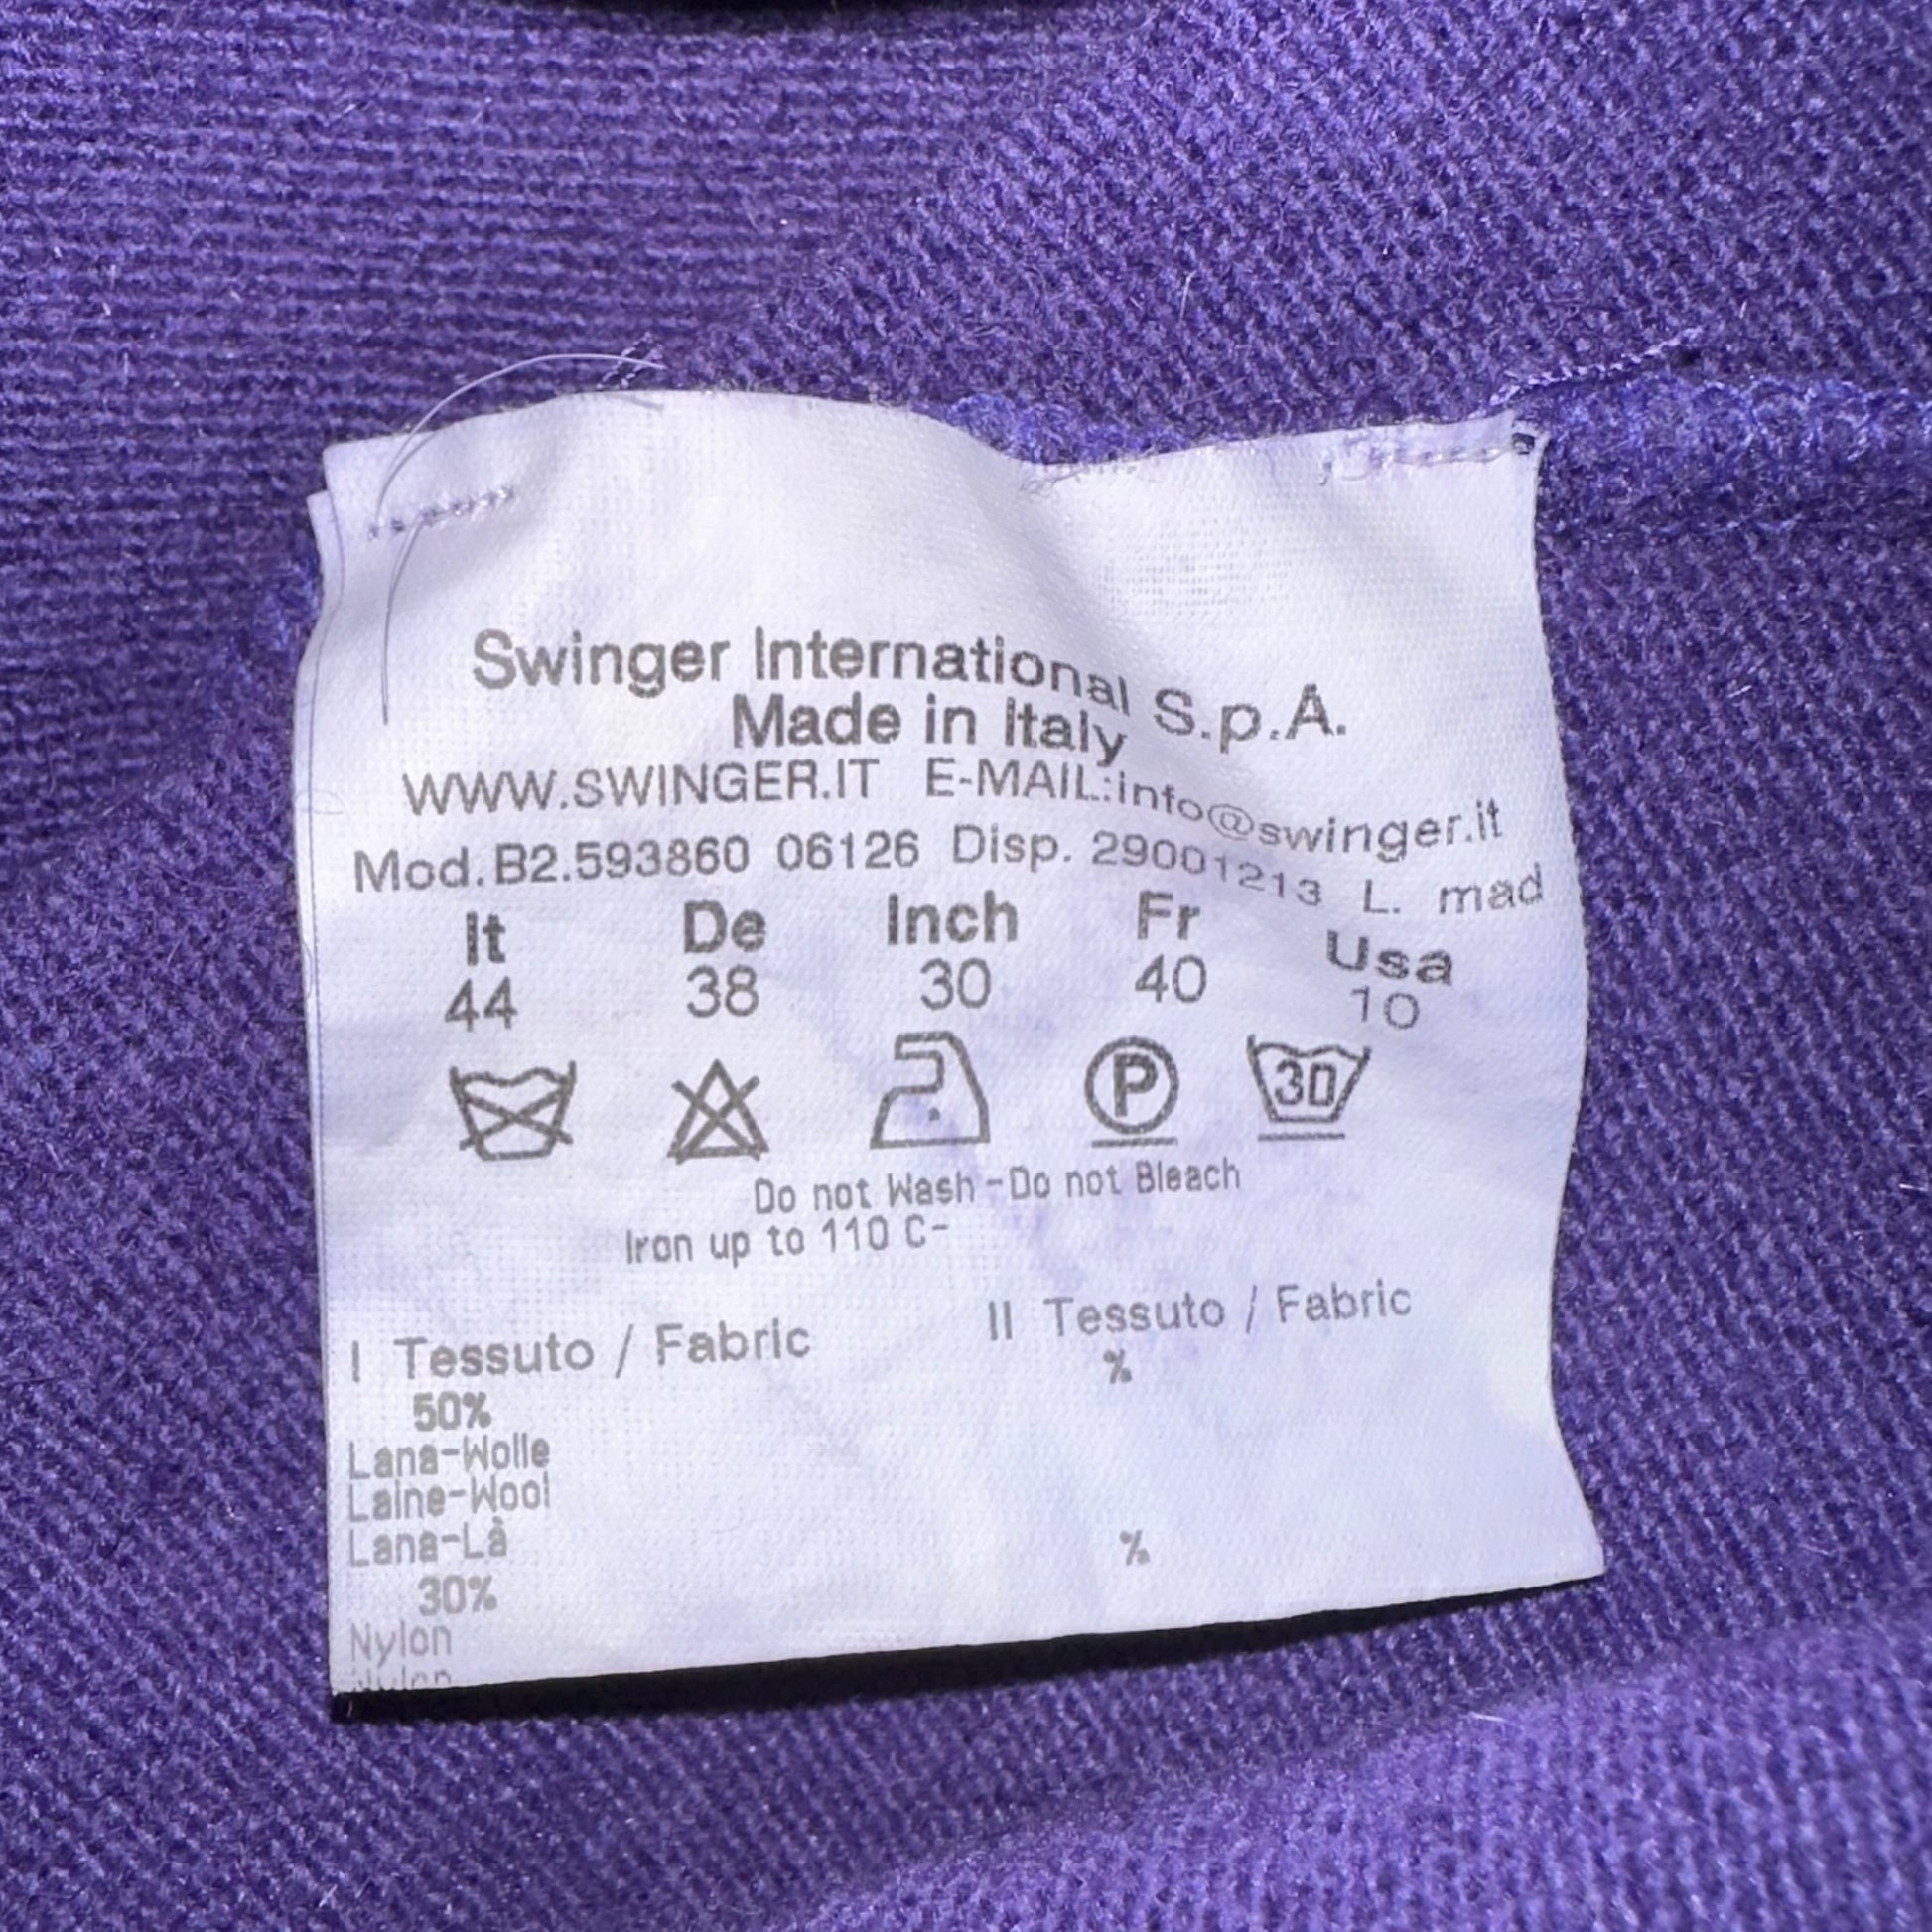 Swinger International S.p.A.
Made in Italy
WWW.SWINGER.IT E-MAIL:info@swinger.it
Mod.B2.593860 06126 Disp. 29001213 L. mad
It De Inch Fr Usa
44 38 30 40 10
P 30
Do not Wash-Do not Bleach
Iron up to 110 C-
I Tessuto / Fabric II Tessuto / Fabric
50% %
Lana-Wolle
Laine-Wool
Lana-Là
30% %
Nylon